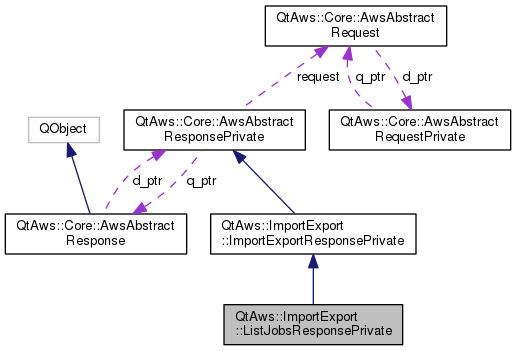 QtAws::Core::AwsAbstract
Request
request
q_ptr
d_ptr
QObject
QtAws::Core::AwsAbstract
ResponsePrivate
QtAws::Core::AwsAbstract
RequestPrivate
d_ptr
q_ptr
QtAws::Core::AwsAbstract
Response
QtAws::ImportExport
::ImportExportResponsePrivate
QtAws::ImportExport
::ListJobsResponsePrivate